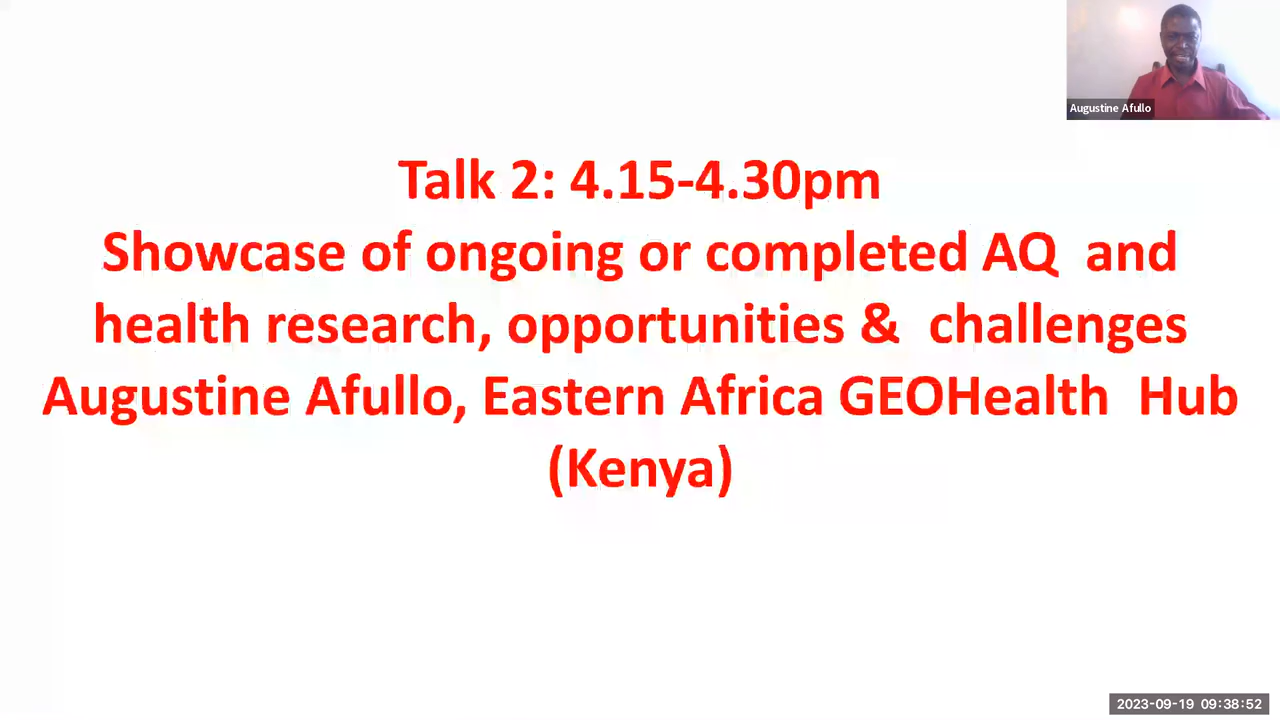 Augustine Afullo
Talk 2: 4.15-4.30pm
Showcase of ongoing or completed AQ and
health research, opportunities & challenges
Augustine Afullo, Eastern Africa GEOHealth Hub
(Kenya)
2023-09-19 09:38:52